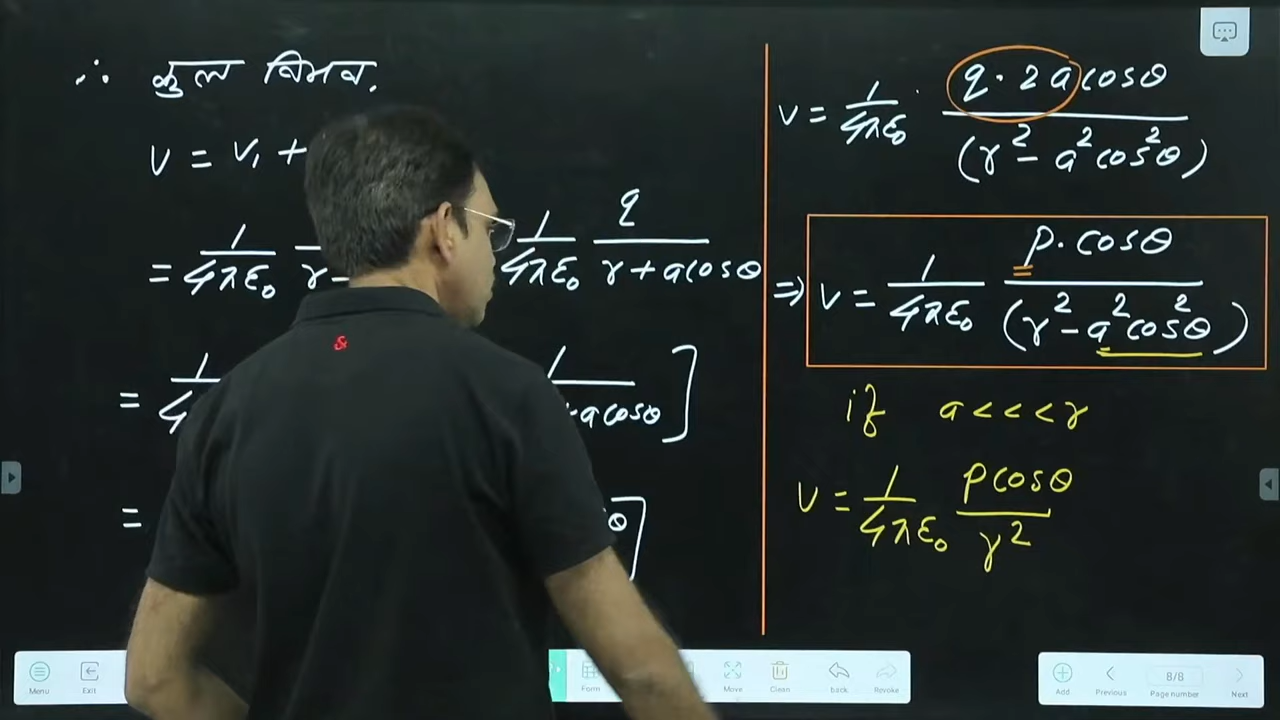 ∴ कुल विभव.
V = V₁ +
= 1/4πε₀ 1/4πε₀ q/r + acosθ
= 1 1 acosθ ]
= θ ]
V = 1/4πε₀ · q · 2acosθ/(r² - a²cos²θ)
⇒ V = 1/4πε₀ p · cosθ/(r² - a²cos²θ)
if a < < < r
V = 1/4πε₀ pcosθ/r²
&
Menu Exit Form Move Clean back Revoke Add Previous 8/8 Page number Next